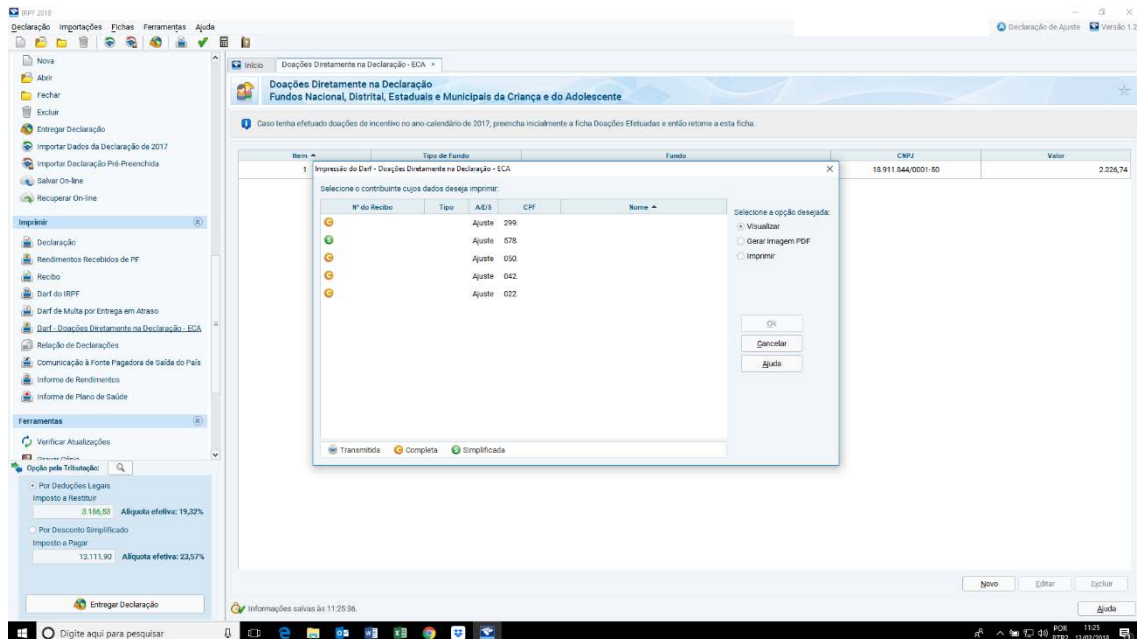 IRPF 2018
Declaração Importações Fichas Ferramentas Ajuda
Declaração de Ajuste Versão 1.2
Nova
Abrir
Fechar
Excluir
Entregar Declaração
Importar Dados da Declaração de 2017
Importar Declaração Pré-Preenchida
Salvar On-line
Recuperar On-line
Imprimir
Declaração
Rendimentos Recebidos de PF
Recibo
Darf do IRPF
Darf de Multa por Entrega em Atraso
Darf - Doações Diretamente na Declaração - ECA
Relação de Declarações
Comunicação à Fonte Pagadora de Saída do País
Informe de Rendimentos
Informe de Plano de Saúde
Ferramentas
Verificar Atualizações
Gravar Cópia
Opção pela Tributação:
Por Deduções Legais
Imposto a Restituir
3.186,53 Alíquota efetiva: 19,32%
Por Desconto Simplificado
Imposto a Pagar
Alíquota efetiva: 23,57%
Entregar Declaração
Início Doações Diretamente na Declaração - ECA ×
Doações Diretamente na Declaração
Fundos Nacional, Distrital, Estaduais e Municipais da Criança e do Adolescente
Caso tenha efetuado doações de incentivo no ano-calendário de 2017, preencha inicialmente a ficha Doações Efetuadas e então retorne a esta ficha.
Item Tipo de Fundo Fundo CNPJ Valor
1 18.911.844/0001-50 2.226,74
Impressão do Darf - Doações Diretamente na Declaração - ECA
Selecione o contribuinte cujos dados deseja imprimir:
Nº do Recibo Tipo A/E/S CPF Nome
C Ajuste 299.
S Ajuste 578.
C Ajuste 050.
C Ajuste 042.
C Ajuste 022.
Transmitida C Completa S Simplificada
Selecione a opção desejada:
Visualizar
Gerar imagem PDF
Imprimir
Ok
Cancelar
Ajuda
Novo Editar Excluir
Informações salvas às 11:25:36.
Ajuda
Digite aqui para pesquisar
POR 11:25
PTB2 12/03/2018